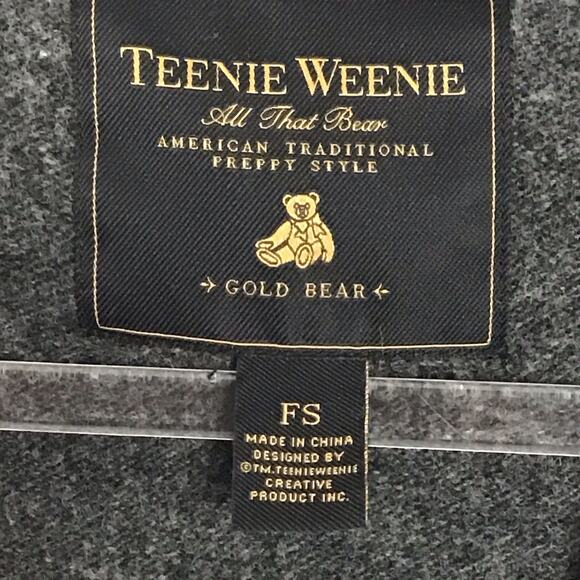 TEENIE WEENIE
All That Bear
AMERICAN TRADITIONAL
PREPPY STYLE
GOLD BEAR
FS
MADE IN CHINA
DESIGNED BY
©TM.TEENIEWEENIE
CREATIVE
PRODUCT INC.